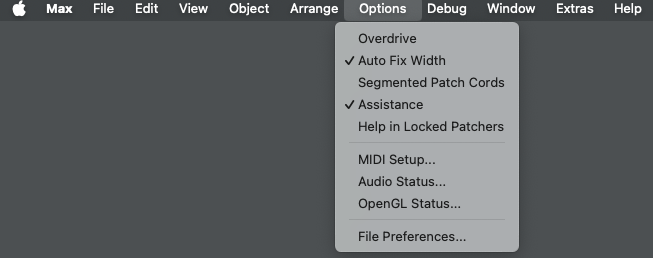 Max File Edit View Object Arrange Options Debug Window Extras Help
Overdrive
✓ Auto Fix Width
Segmented Patch Cords
✓ Assistance
Help in Locked Patchers
MIDI Setup...
Audio Status...
OpenGL Status...
File Preferences...